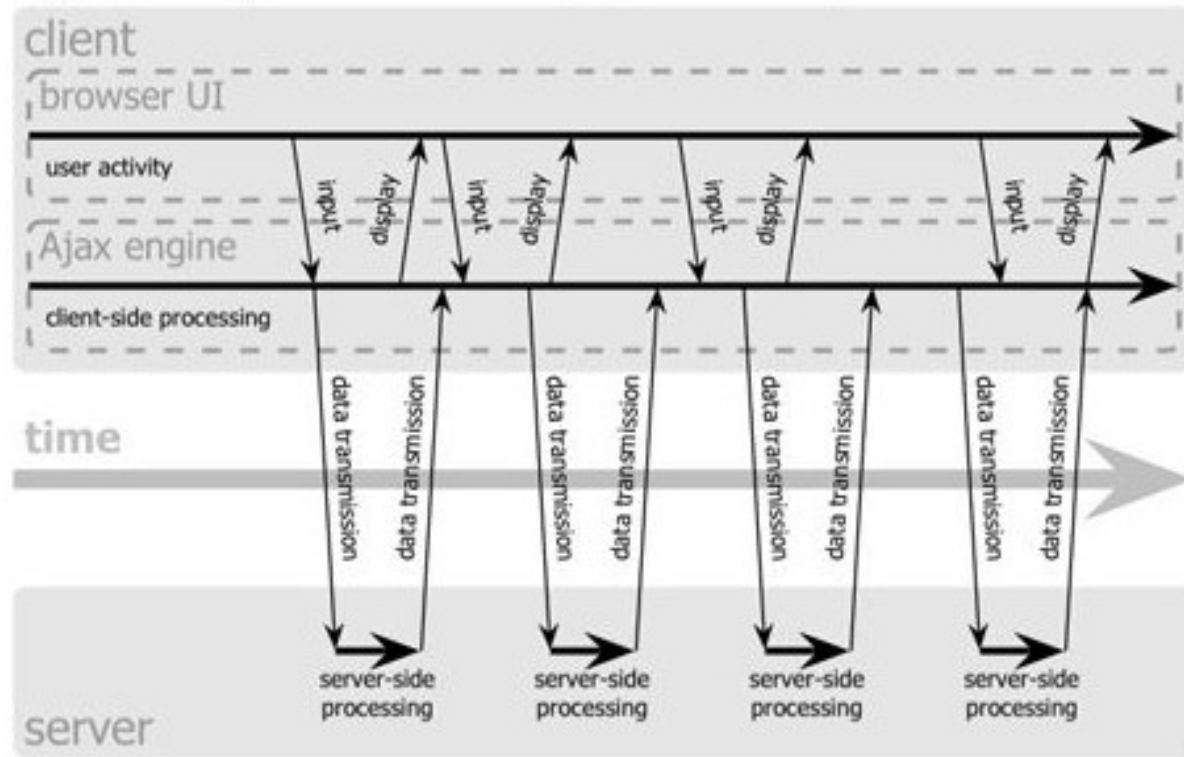 client
browser UI
user activity
input
display
input
display
input
display
input
display
Ajax engine
client-side processing
data transmission
data transmission
data transmission
data transmission
data transmission
data transmission
data transmission
data transmission
time
server-side
processing
server-side
processing
server-side
processing
server-side
processing
server